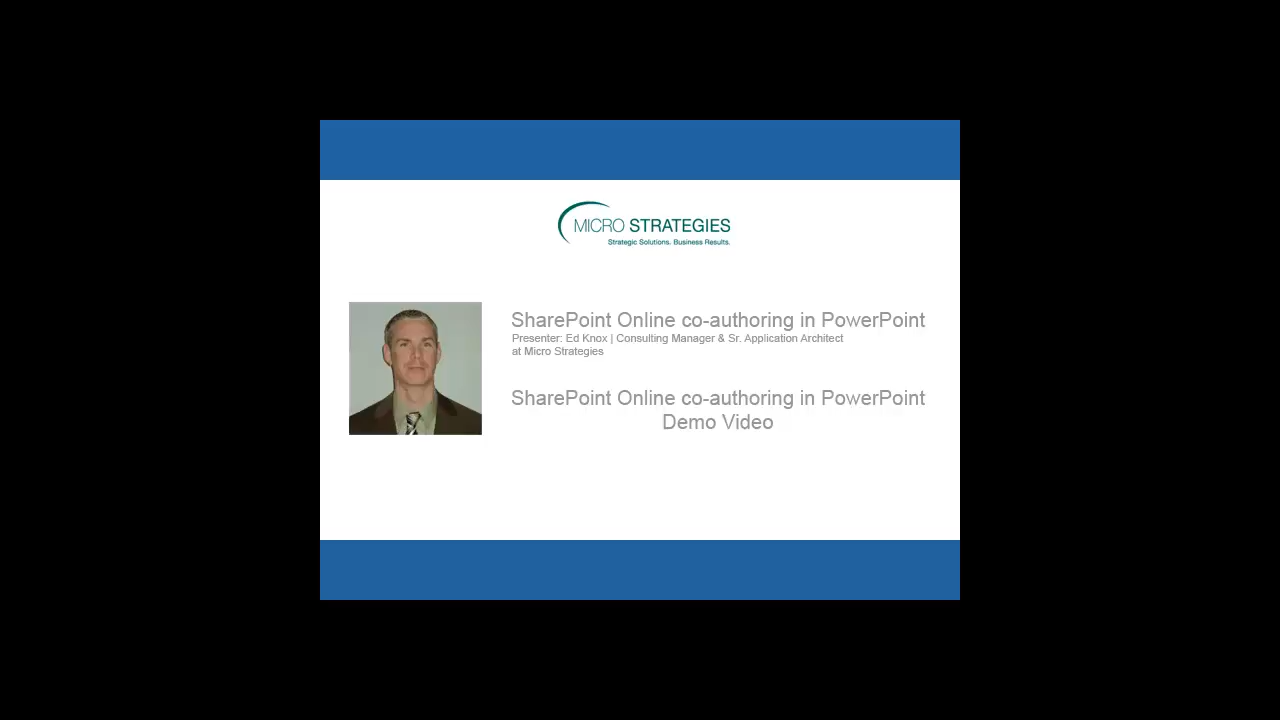 MICRO STRATEGIES
Strategic Solutions. Business Results.
SharePoint Online co-authoring in PowerPoint
Presenter: Ed Knox | Consulting Manager & Sr. Application Architect
at Micro Strategies
SharePoint Online co-authoring in PowerPoint
Demo Video